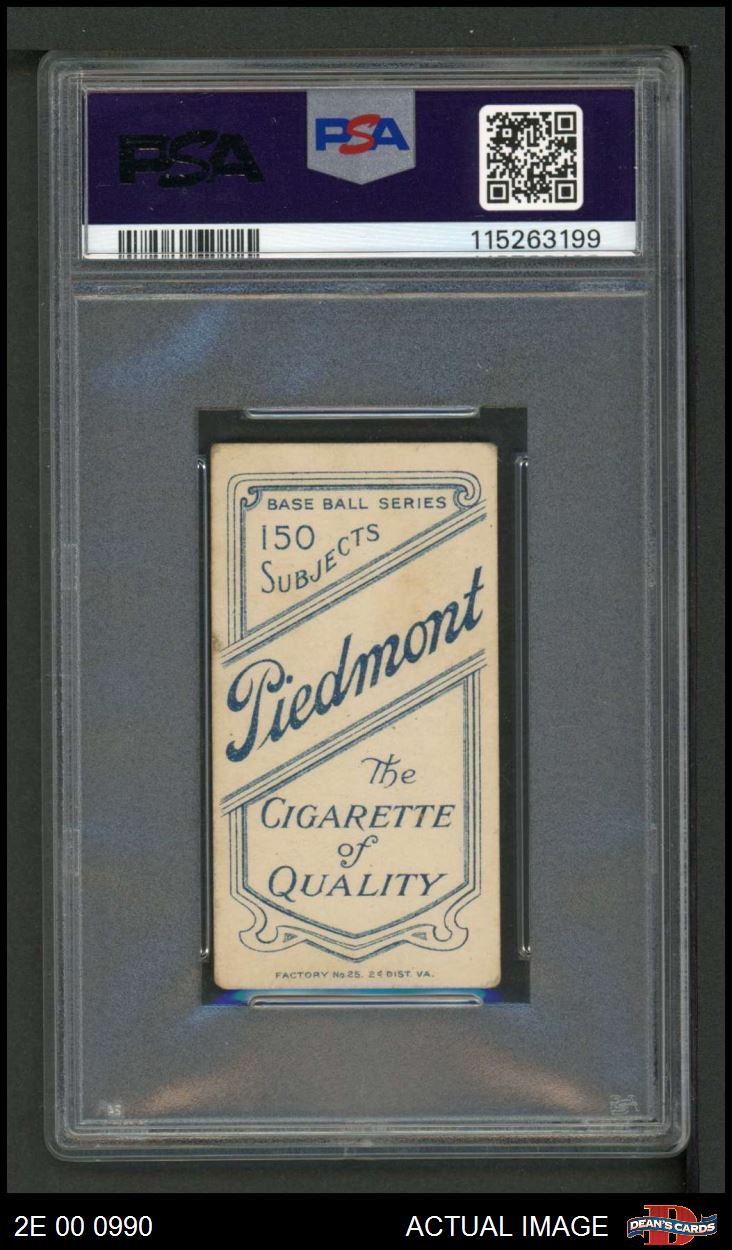 PSA PSA
115263199
BASE BALL SERIES
150
SUBJECTS
Piedmont
The
CIGARETTE
of
QUALITY
FACTORY No. 25. 2¢ DIST. VA.
2E 00 0990 ACTUAL IMAGE DEAN'S CARDS